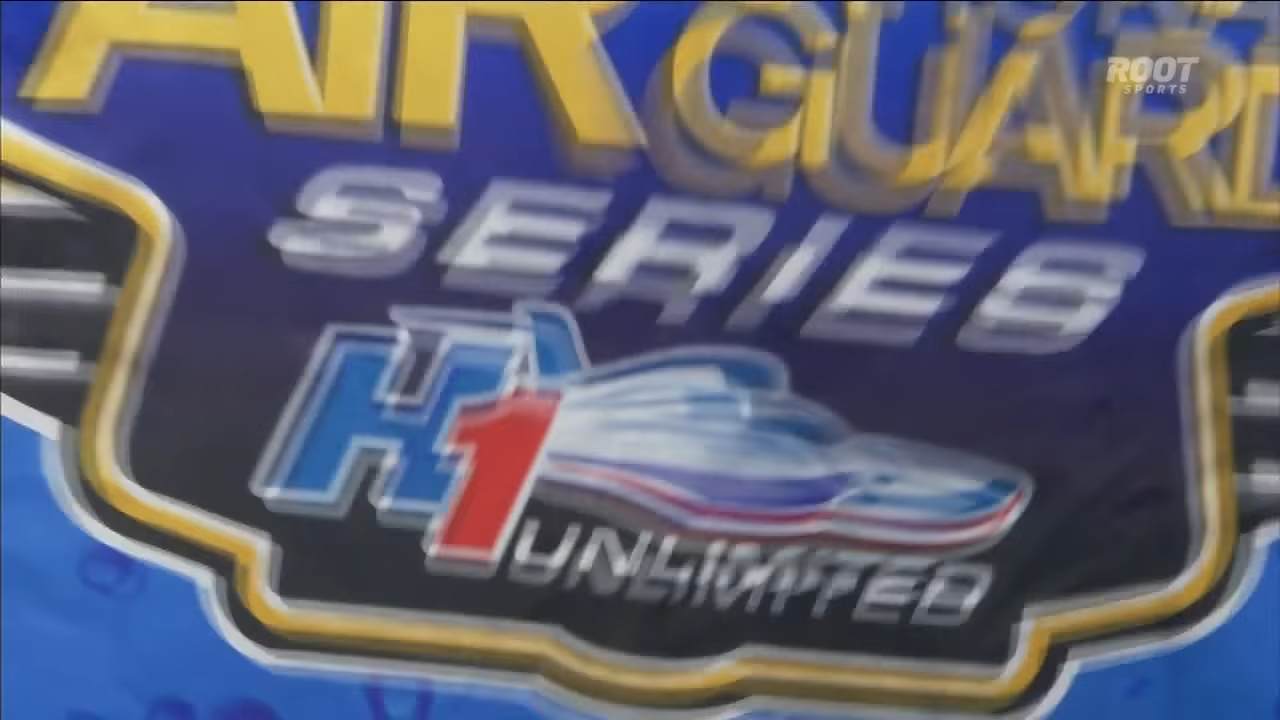 AIR GUARD
ROOT
SPORTS
SERIES
H1
UNLIMITED